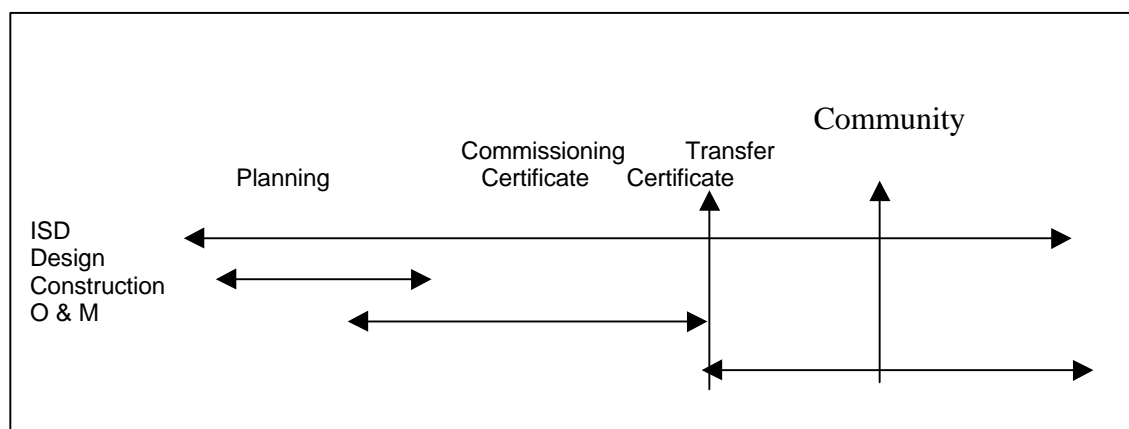 Community
Commissioning Transfer
Planning Certificate Certificate
ISD
Design
Construction
O & M